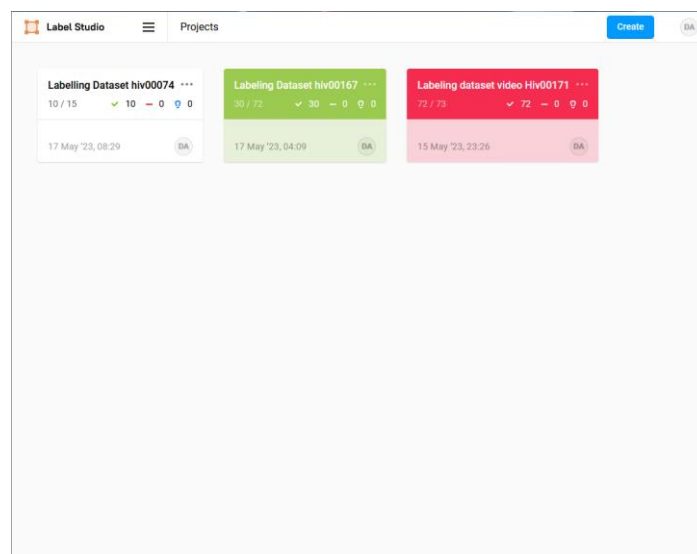 Label Studio Projects Create DA
Labelling Dataset hiv00074
10 / 15 10 0 0
17 May '23, 08:29 DA
Labeling Dataset hiv00167
30 / 72 30 0 0
17 May '23, 04:09 DA
Labeling dataset video Hiv00171
72 / 73 72 0 0
15 May '23, 23:26 DA